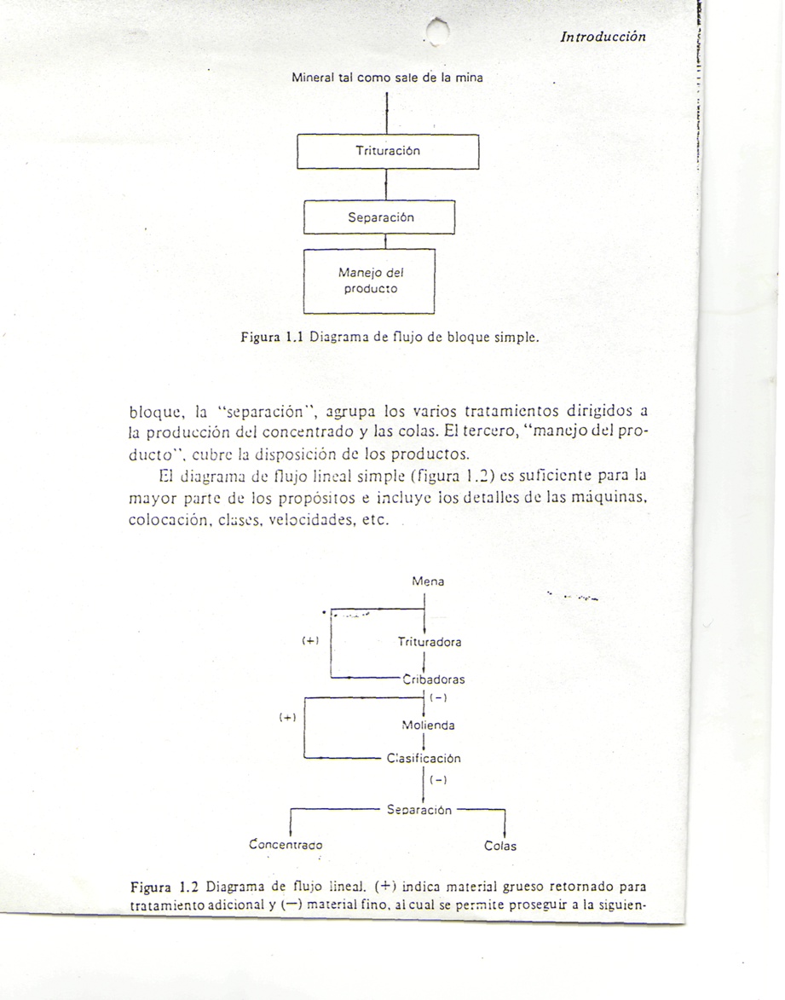 Introducción
Mineral tal como sale de la mina
Trituración
Separación
Manejo del
producto
Figura 1.1 Diagrama de flujo de bloque simple.
bloque, la “separación”, agrupa los varios tratamientos dirigidos a
la producción del concentrado y las colas. El tercero, “manejo del pro-
ducto”, cubre la disposición de los productos.
El diagrama de flujo lineal simple (figura 1.2) es suficiente para la
mayor parte de los propósitos e incluye los detalles de las máquinas,
colocación, clases, velocidades, etc.
Mena
(+)
Trituradora
Cribadoras
(−)
(+)
Molienda
Clasificación
(−)
Separación
Concentrado
Colas
Figura 1.2 Diagrama de flujo lineal. (+) indica material grueso retornado para
tratamiento adicional y (—) material fino, al cual se permite proseguir a la siguien-